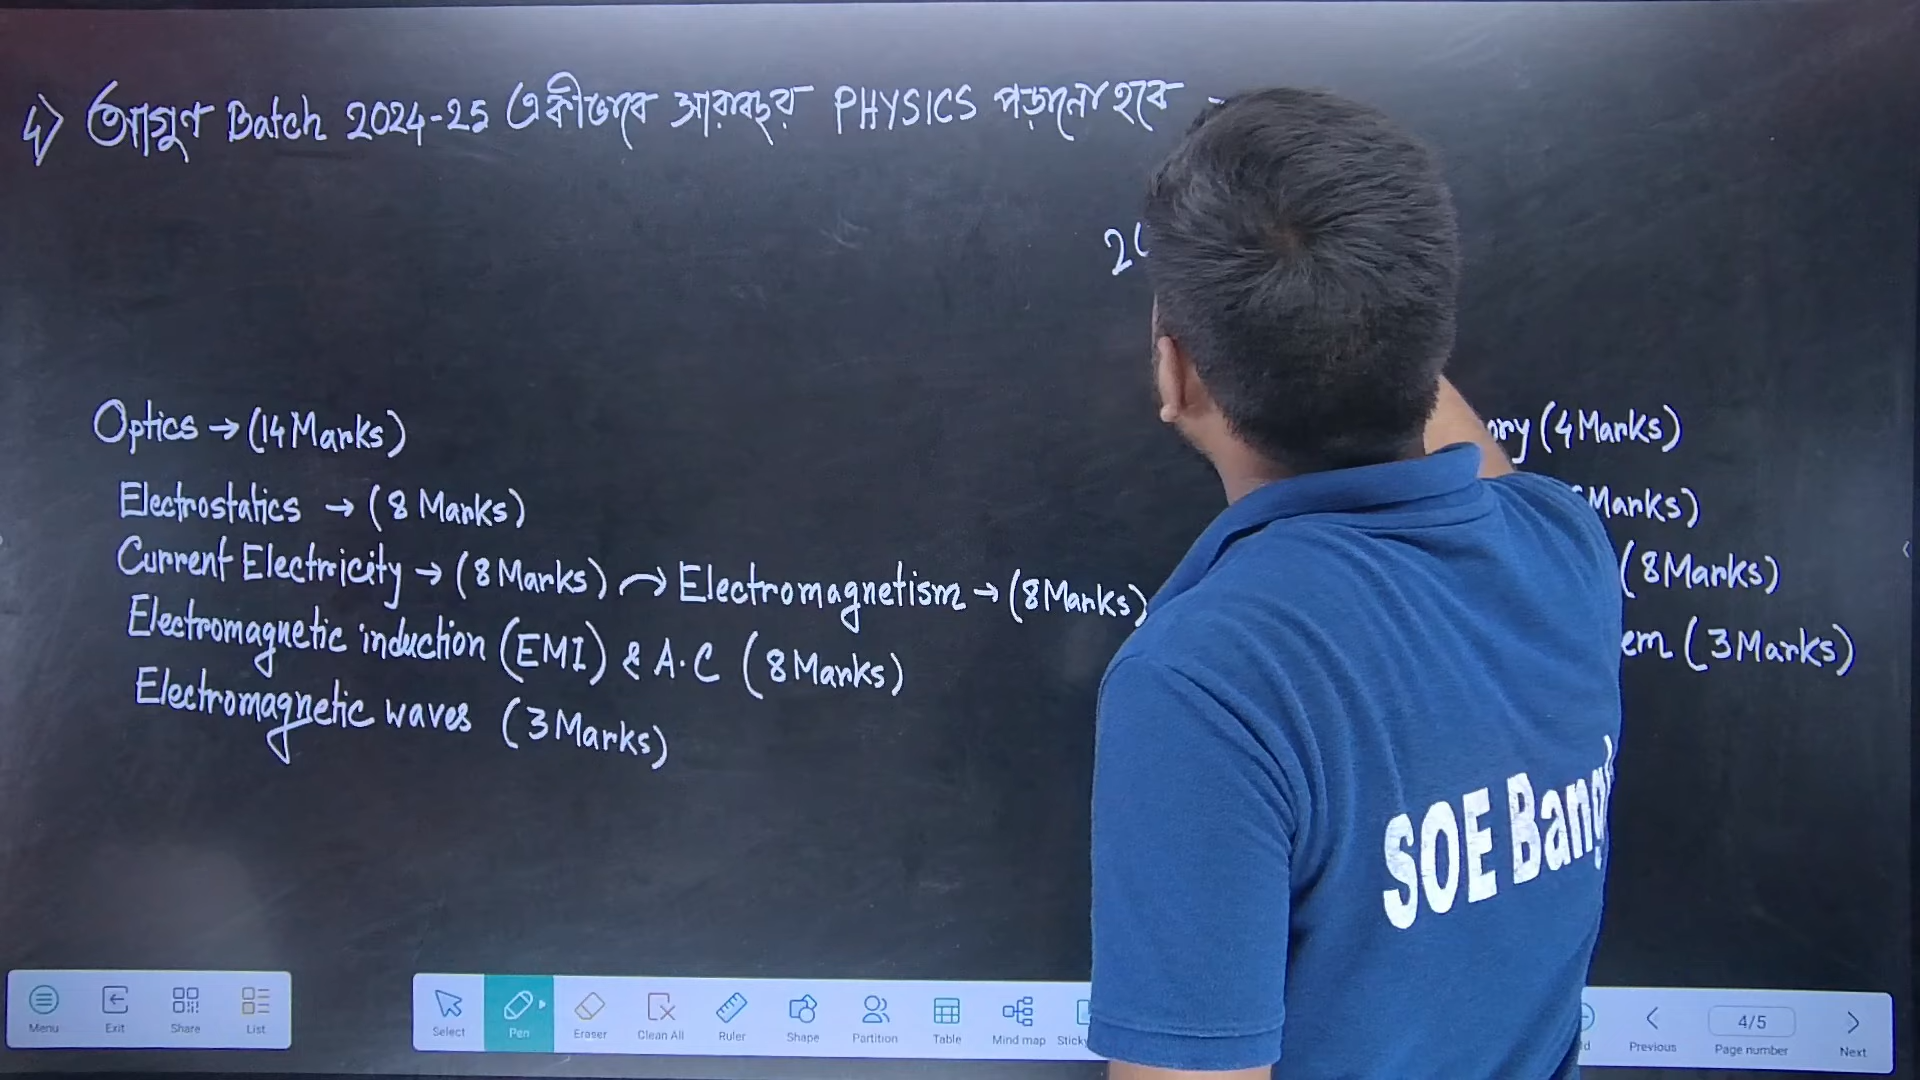 4) আগুণ Batch 2024-25 এ কীভাবে সারাবছর PHYSICS পড়ানো হবে -
Optics → (14 Marks)
Electrostatics → (8 Marks)
Current Electricity → (8 Marks) → Electromagnetism → (8 Marks)
Electromagnetic induction (EMI) & A.C (8 Marks)
Electromagnetic waves (3 Marks)
(4 Marks)
Marks)
(8 Marks)
(3 Marks)
SOE
Menu Exit Share List
Select Pen Eraser Clean All Ruler Shape Partition Table Mind map
Previous 4/5 Page number Next